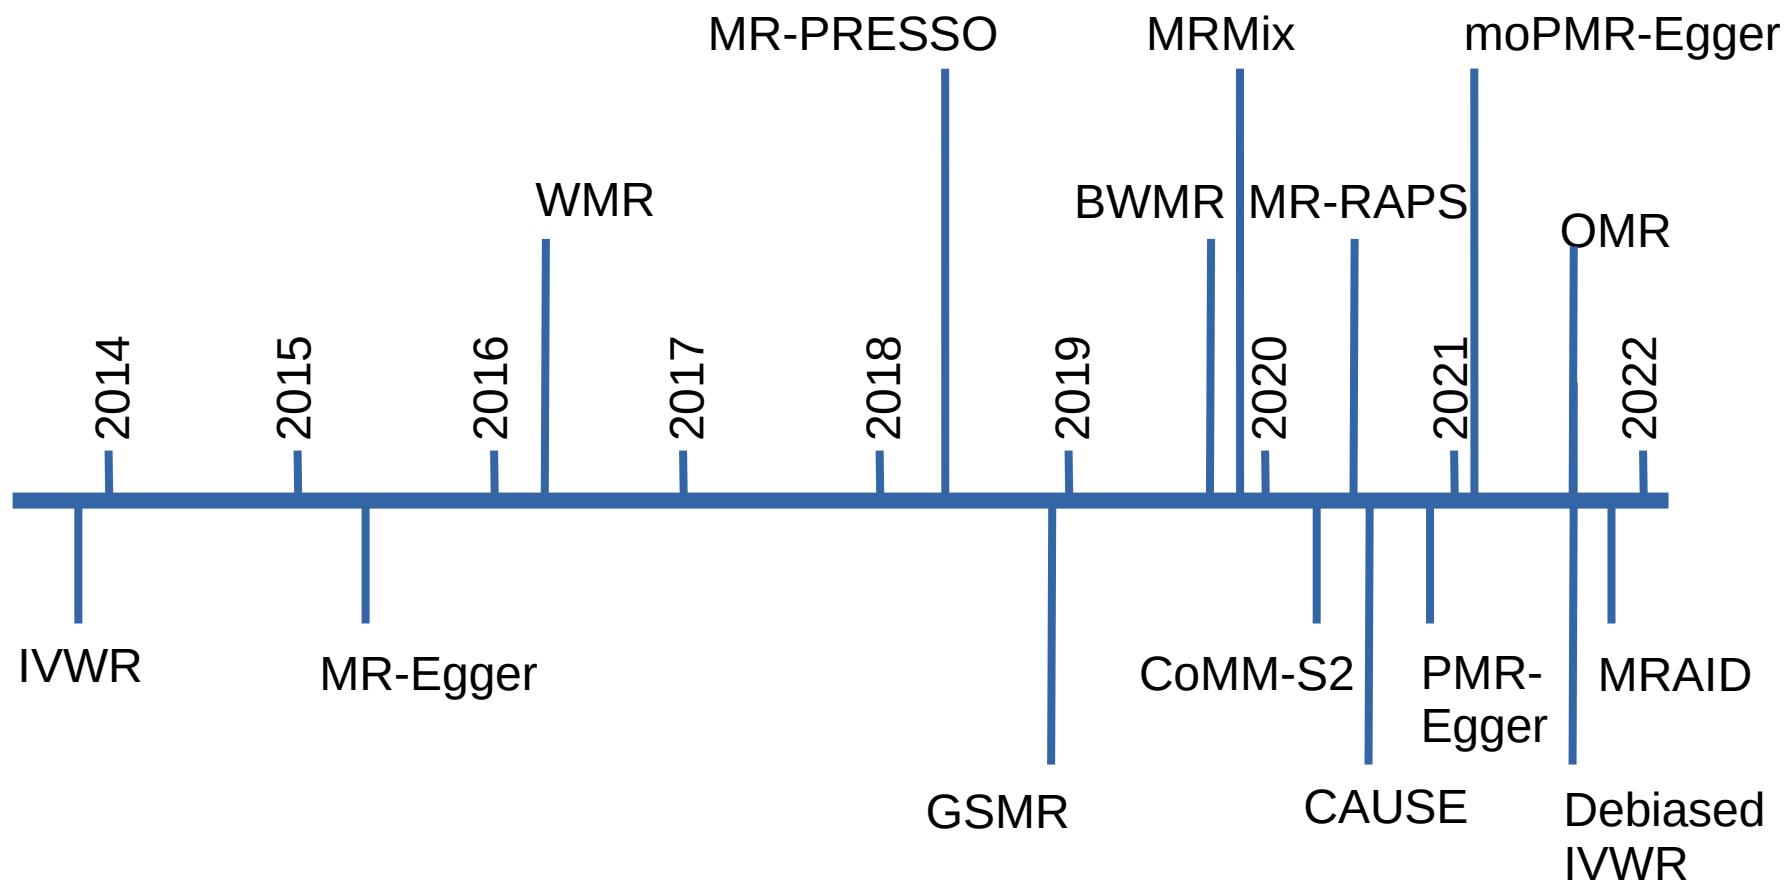 MR-PRESSO
MRMix
moPMR-Egger
WMR
BWMR
MR-RAPS
OMR
2014
2015
2016
2017
2018
2019
2020
2021
2022
IVWR
MR-Egger
CoMM-S2
PMR-
Egger
MRAID
GSMR
CAUSE
Debiased
IVWR